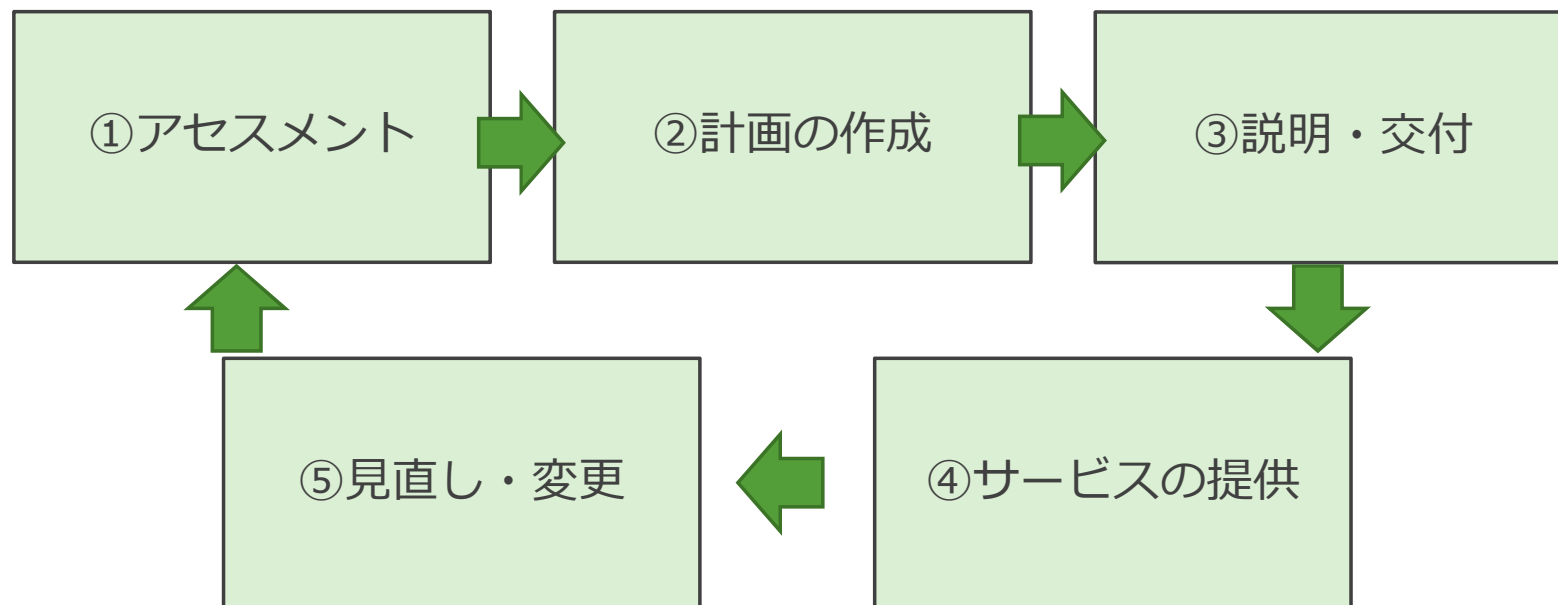 ①アセスメント
②計画の作成
③説明・交付
④サービスの提供
⑤見直し・変更